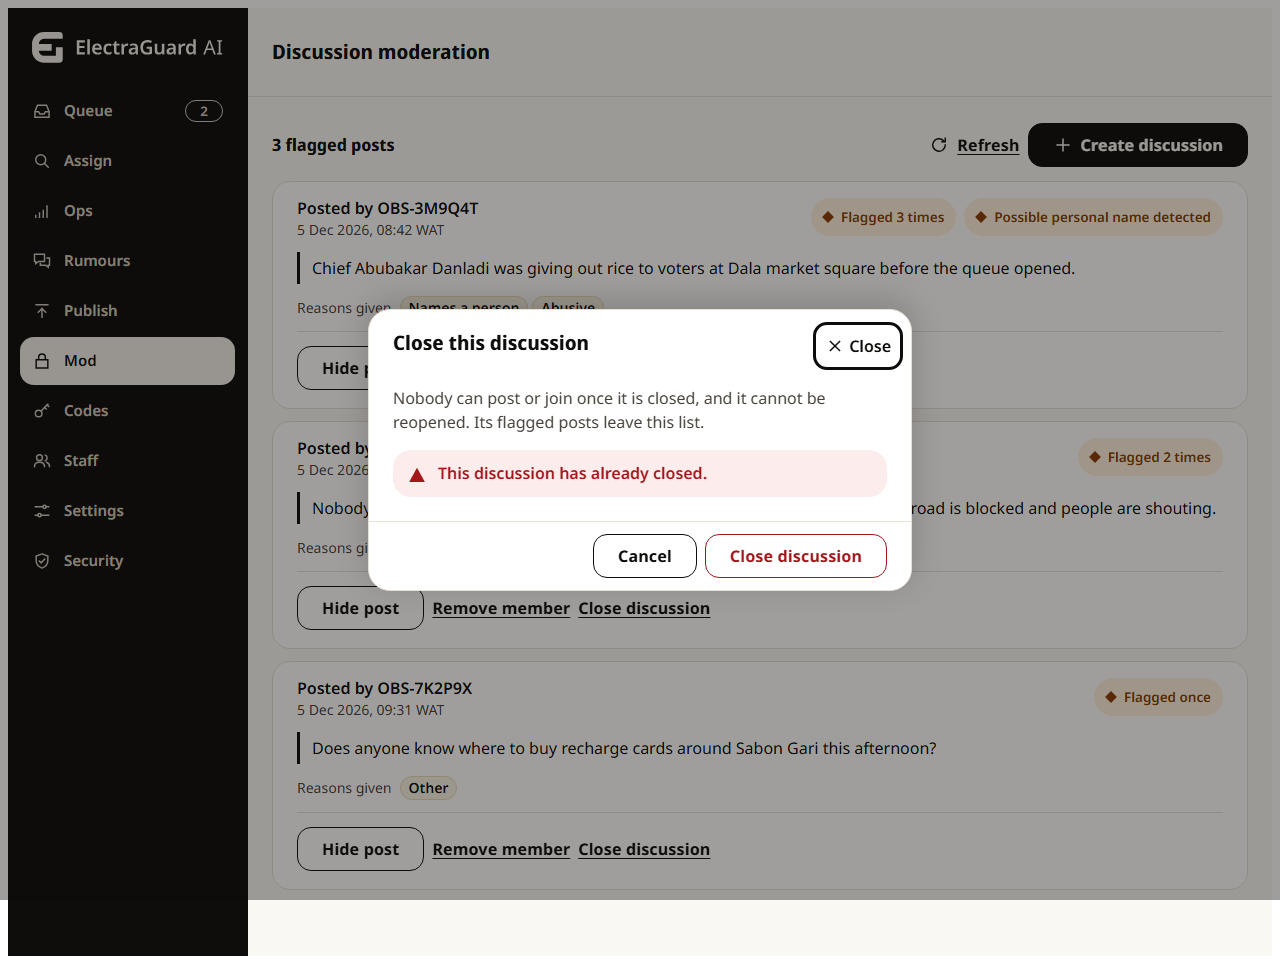 ElectraGuard AI
Queue 2
Assign
Ops
Rumours
Publish
Mod
Codes
Staff
Settings
Security
Discussion moderation
3 flagged posts
Refresh
Create discussion
Posted by OBS-3M9Q4T
5 Dec 2026, 08:42 WAT
Flagged 3 times
Possible personal name detected
Chief Abubakar Danladi was giving out rice to voters at Dala market square before the queue opened.
Reasons given Names a person Abusive
Hide
Close this discussion
Close
Nobody can post or join once it is closed, and it cannot be
reopened. Its flagged posts leave this list.
This discussion has already closed.
Cancel
Close discussion
Posted
5 Dec 2026
Flagged 2 times
Nobody
road is blocked and people are shouting.
Reasons
Hide post Remove member Close discussion
Posted by OBS-7K2P9X
5 Dec 2026, 09:31 WAT
Flagged once
Does anyone know where to buy recharge cards around Sabon Gari this afternoon?
Reasons given Other
Hide post Remove member Close discussion